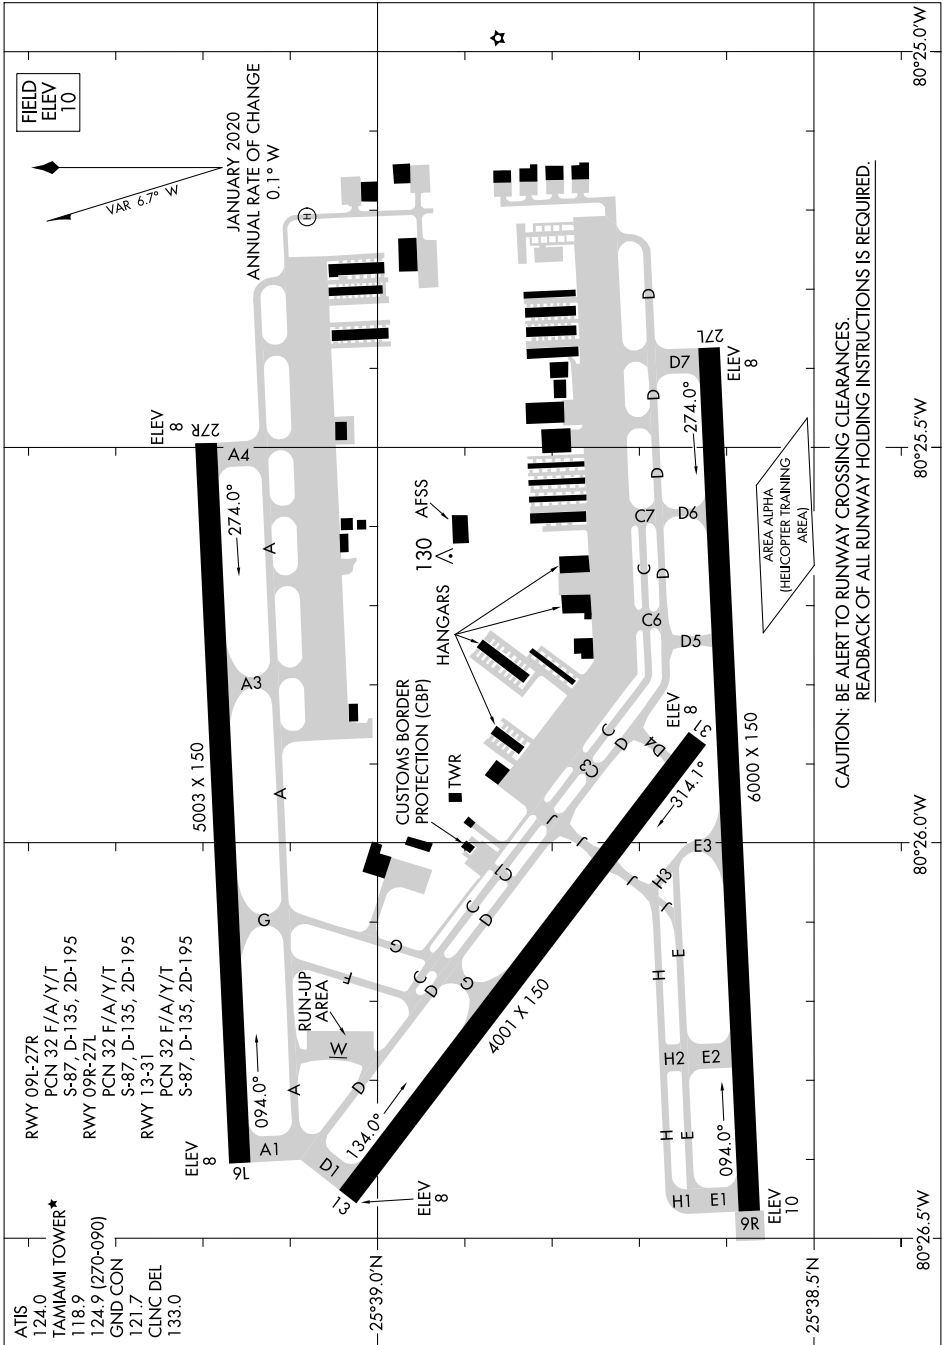 ATIS
124.0
TAMIAMI TOWER★
118.9
124.9 (270-090)
GND CON
121.7
CLNC DEL
133.0
RWY 09L-27R
PCN 32 F/A/Y/T
S-87, D-135, 2D-195
RWY 09R-27L
PCN 32 F/A/Y/T
S-87, D-135, 2D-195
RWY 13-31
PCN 32 F/A/Y/T
S-87, D-135, 2D-195
FIELD
ELEV
10
VAR 6.7° W
JANUARY 2020
ANNUAL RATE OF CHANGE
0.1° W
H
ELEV
8
9L
094.0°
5003 X 150
274.0°
27R
ELEV
8
A1
A
G
A
A3
A
A4
RUN-UP
AREA
W
F
G
D
D1
13
ELEV
8
134.0°
4001 X 150
314.1°
31
ELEV
8
C
D
G
C
D
C1
J
J
J
J
C3
C
D
D4
CUSTOMS BORDER
PROTECTION (CBP)
TWR
HANGARS
130
AFSS
C6
C
D
C7
D
D
D
D5
D6
D7
H1
H
H2
H
H3
E1
E
E2
E
E3
ELEV
10
9R
094.0°
6000 X 150
274.0°
27L
ELEV
8
AREA ALPHA
(HELICOPTER TRAINING
AREA)
CAUTION: BE ALERT TO RUNWAY CROSSING CLEARANCES.
READBACK OF ALL RUNWAY HOLDING INSTRUCTIONS IS REQUIRED.
25°39.0'N
25°38.5'N
80°26.5'W
80°26.0'W
80°25.5'W
80°25.0'W